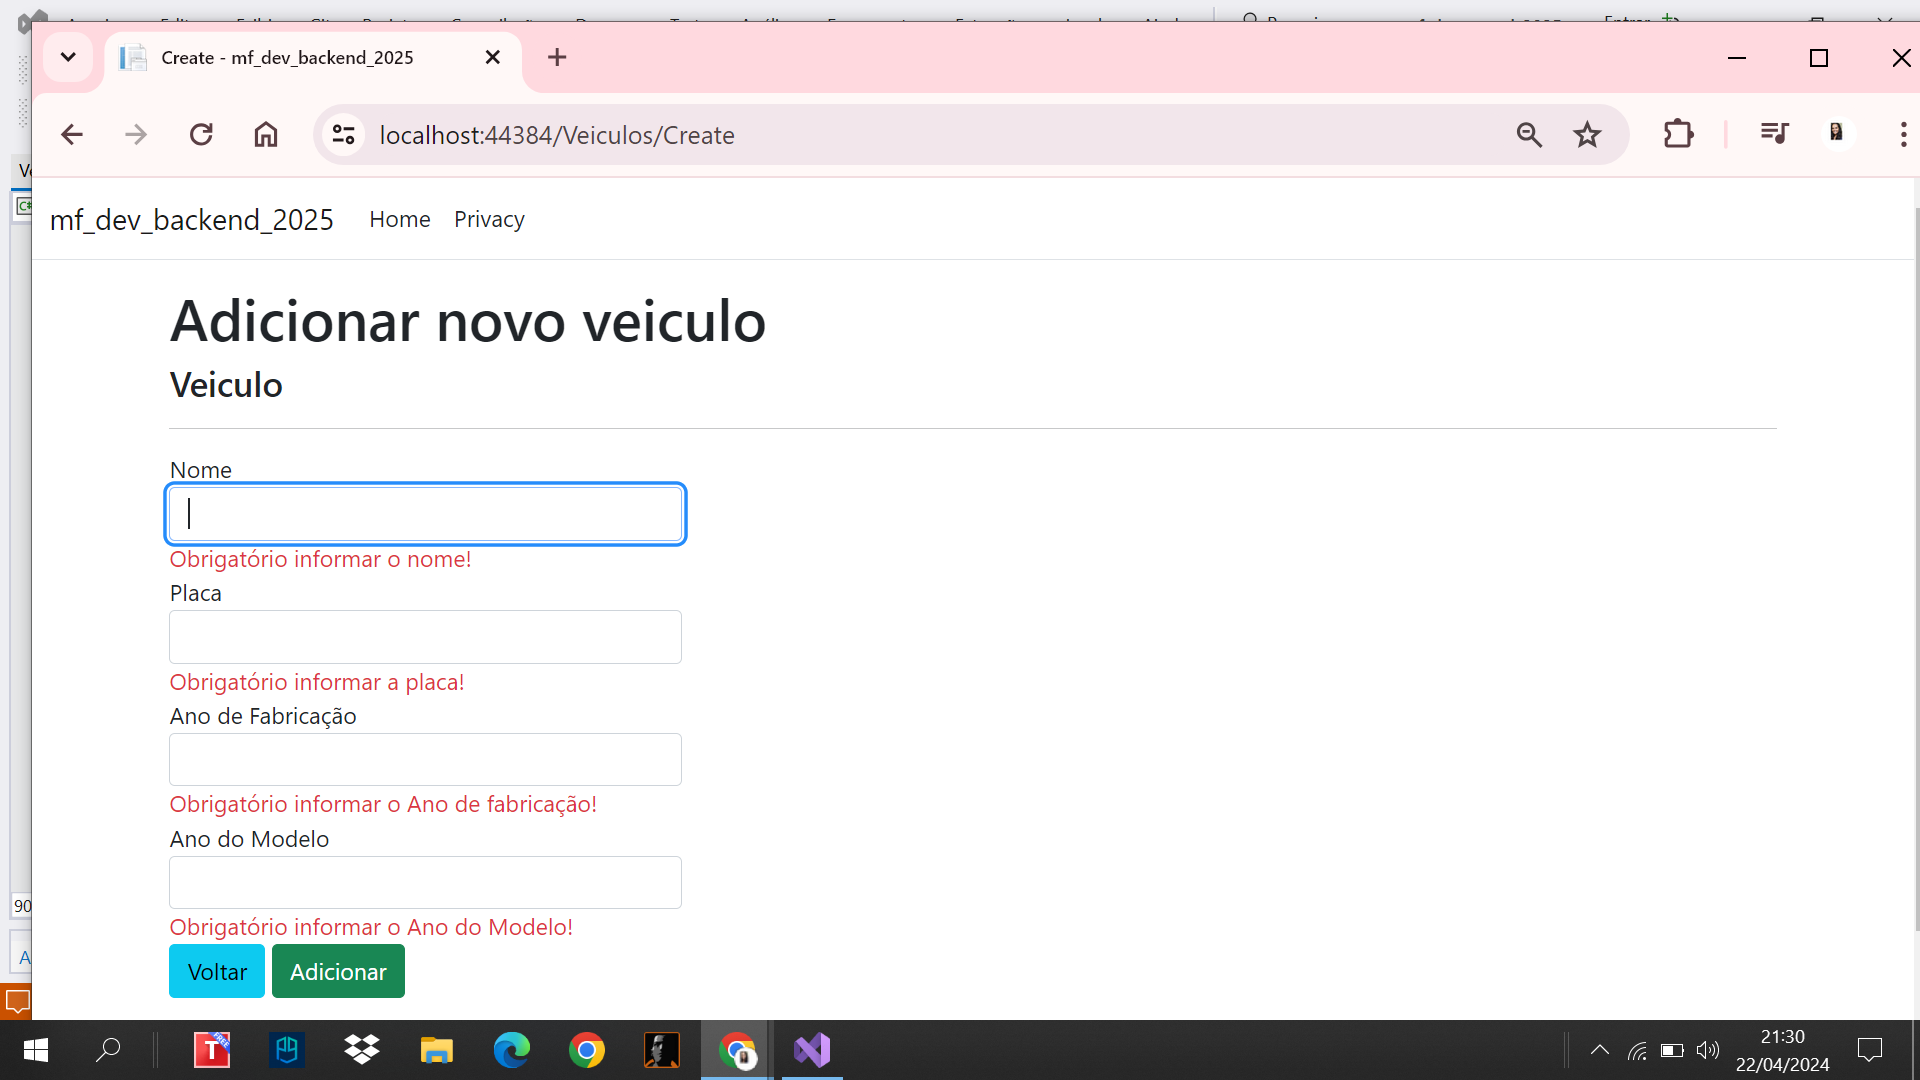 Create - mf_dev_backend_2025
localhost:44384/Veiculos/Create
mf_dev_backend_2025 Home Privacy
Adicionar novo veiculo
Veiculo
Nome
Obrigatório informar o nome!
Placa
Obrigatório informar a placa!
Ano de Fabricação
Obrigatório informar o Ano de fabricação!
Ano do Modelo
Obrigatório informar o Ano do Modelo!
90
Voltar Adicionar
21:30
22/04/2024